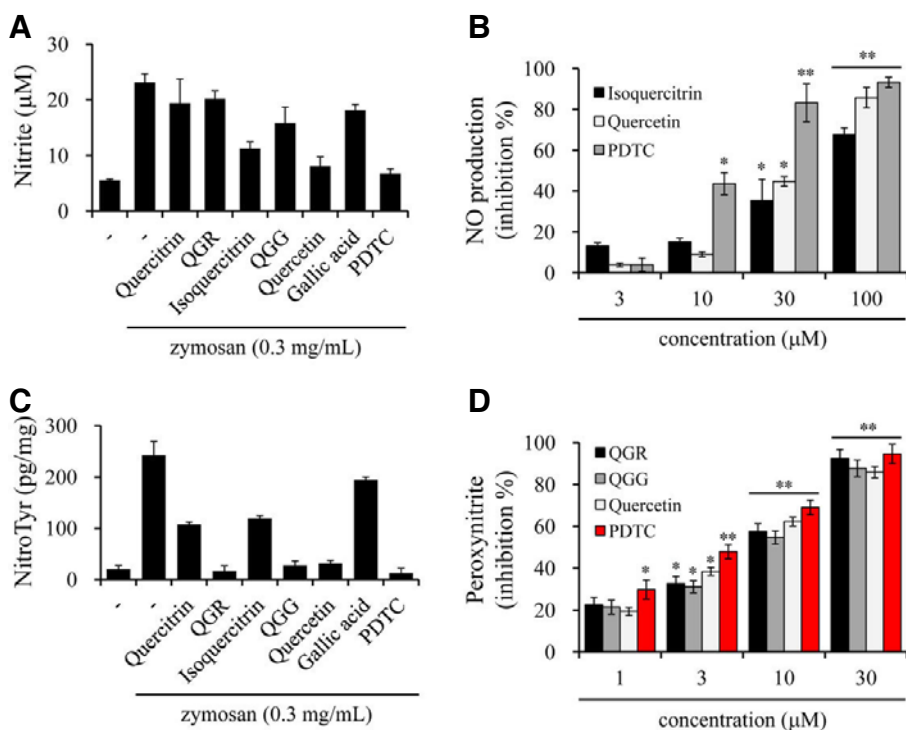 A
Nitrite (μM)
30
20
10
0
-
-
Quercitrin
QGR
Isoquercitrin
QGG
Quercetin
Gallic acid
PDTC
zymosan (0.3 mg/mL)
B
NO production
(inhibition %)
100
80
60
40
20
0
Isoquercitrin
Quercetin
PDTC
*
* *
**
**
3 10 30 100
concentration (μM)
C
NitroTyr (pg/mg)
300
200
100
0
-
-
Quercitrin
QGR
Isoquercitrin
QGG
Quercetin
Gallic acid
PDTC
zymosan (0.3 mg/mL)
D
Peroxynitrite
(inhibition %)
100
80
60
40
20
0
QGR
QGG
Quercetin
PDTC
*
* * * **
**
**
1 3 10 30
concentration (μM)